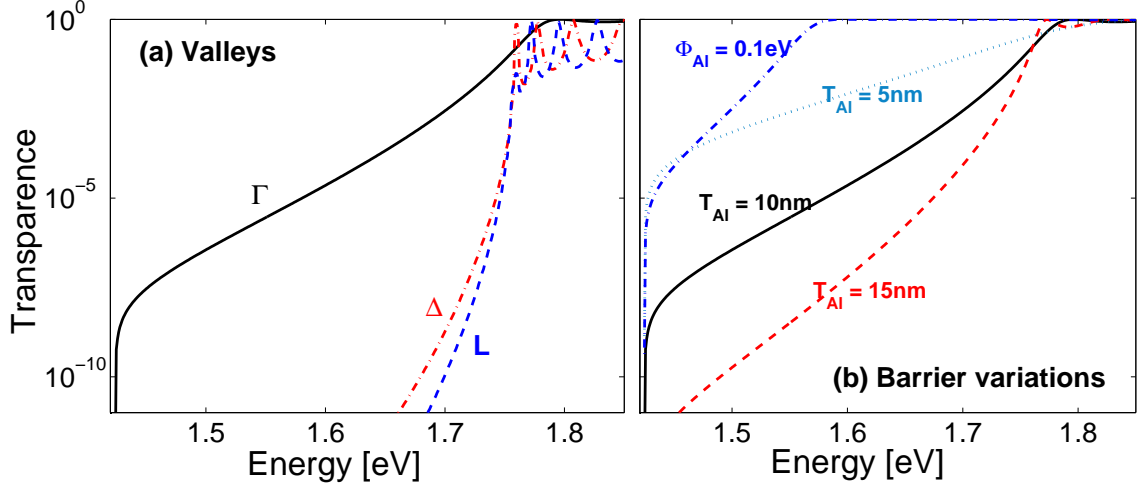 (a) Valleys
Γ
Δ
L
Transparence
10^0
10^-5
10^-10
1.5
1.6
1.7
1.8
Energy [eV]
Φ_Al = 0.1eV
T_Al = 5nm
T_Al = 10nm
T_Al = 15nm
(b) Barrier variations
1.5
1.6
1.7
1.8
Energy [eV]